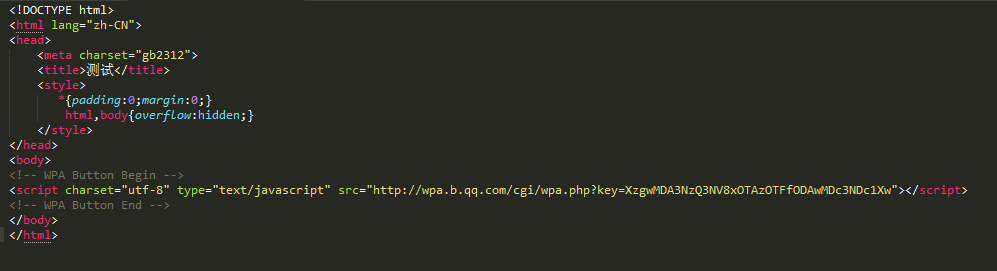 <!DOCTYPE html>
<html lang="zh-CN">
<head>
<meta charset="gb2312">
<title>测试</title>
<style>
*{padding:0;margin:0;}
html,body{overflow:hidden;}
</style>
</head>
<body>
<!-- WPA Button Begin -->
<script charset="utf-8" type="text/javascript" src="http://wpa.b.qq.com/cgi/wpa.php?key=XzgwMDA3NzQ3NV8xOTAzOTFfODAwMDc3NDc1Xw"></script>
<!-- WPA Button End -->
</body>
</html>